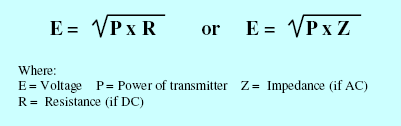 E = √P x R or E = √P x Z
Where:
E = Voltage P = Power of transmitter Z = Impedance (if AC)
R = Resistance (if DC)